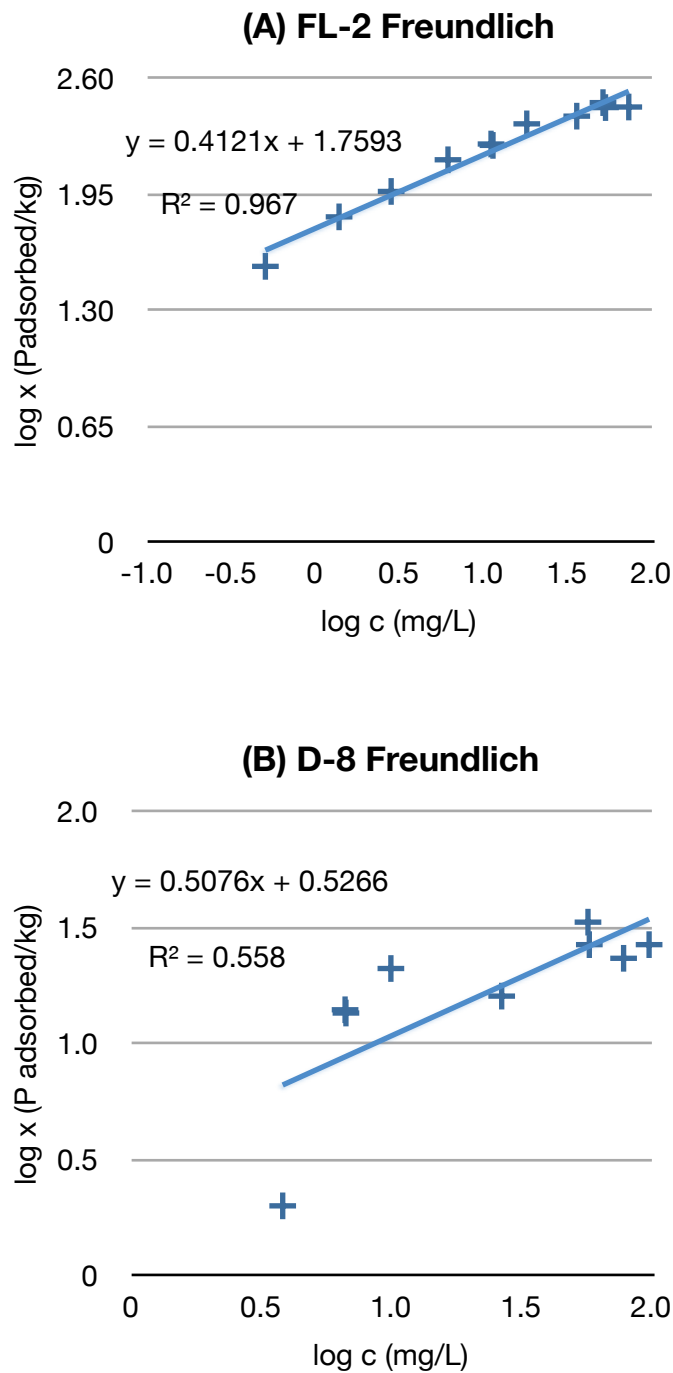 (A) FL-2 Freundlich
2.60
y = 0.4121x + 1.7593
1.95
R² = 0.967
1.30
0.65
0
-1.0 -0.5 0 0.5 1.0 1.5 2.0
log x (Padsorbed/kg)
log c (mg/L)
(B) D-8 Freundlich
2.0
y = 0.5076x + 0.5266
1.5
R² = 0.558
1.0
0.5
0
0 0.5 1.0 1.5 2.0
log x (P adsorbed/kg)
log c (mg/L)